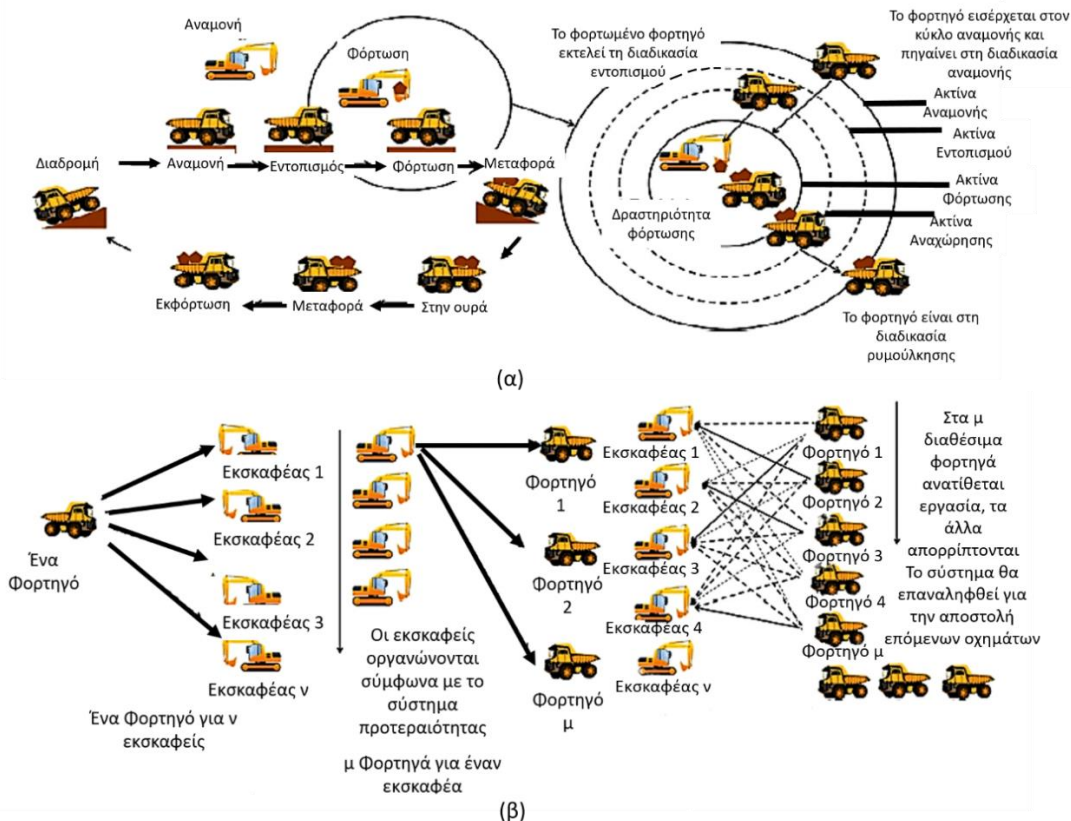 Αναμονή
Φόρτωση
Διαδρομή
Αναμονή
Εντοπισμός
Φόρτωση
Μεταφορά
Εκφόρτωση
Μεταφορά
Στην ουρά
Το φορτωμένο φορτηγό
εκτελεί τη διαδικασία
εντοπισμού
Το φορτηγό εισέρχεται στον
κύκλο αναμονής και
πηγαίνει στη διαδικασία
αναμονής
Ακτίνα
Αναμονής
Ακτίνα
Εντοπισμού
Ακτίνα
Φόρτωσης
Ακτίνα
Αναχώρησης
Δραστηριότητα
φόρτωσης
Το φορτηγό είναι στη
διαδικασία
ρυμούλκησης
(α)
Ένα
Φορτηγό
Εκσκαφέας 1
Εκσκαφέας 2
Εκσκαφέας 3
Εκσκαφέας ν
Ένα Φορτηγό για ν
εκσκαφείς
Οι εκσκαφείς
οργανώνονται
σύμφωνα με το
σύστημα
προτεραιότητας
Φορτηγό
1
Φορτηγό
2
Φορτηγό
μ
μ Φορτηγά για έναν
εκσκαφέα
Εκσκαφέας 1
Εκσκαφέας 2
Εκσκαφέας 3
Εκσκαφέας 4
Εκσκαφέας ν
Φορτηγό 1
Φορτηγό 2
Φορτηγό 3
Φορτηγό 4
Φορτηγό μ
Στα μ
διαθέσιμα
φορτηγά
ανατίθεται
εργασία, τα
άλλα
απορρίπτονται
Το σύστημα θα
επαναληφθεί για
την αποστολή
επόμενων οχημάτων
(β)